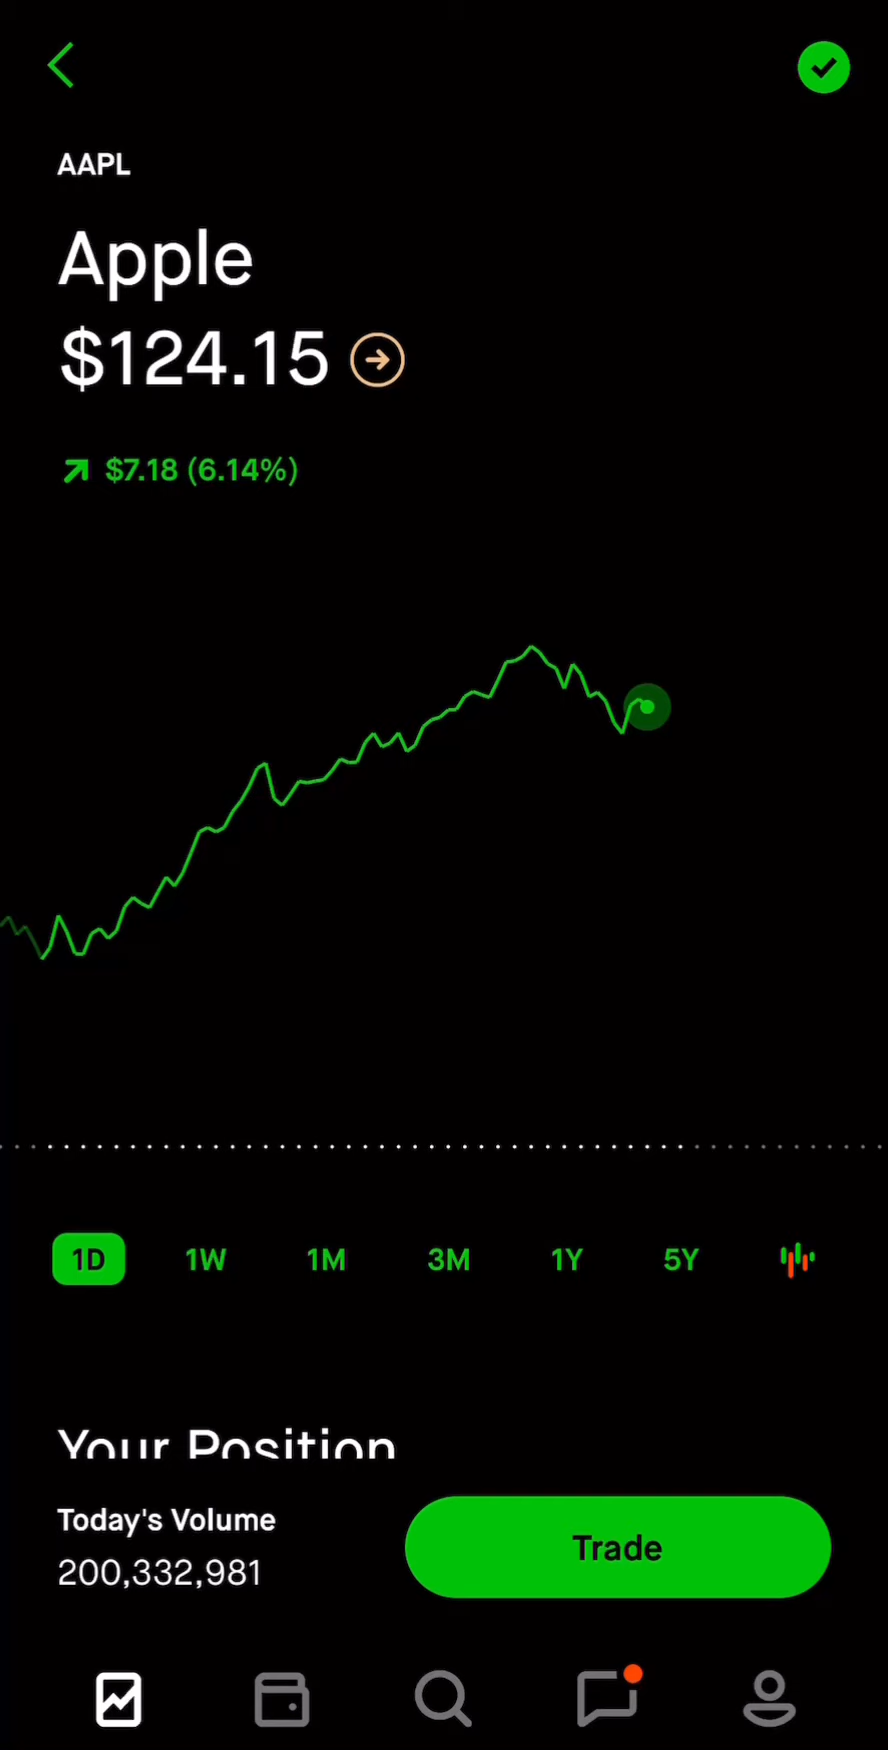 AAPL
Apple
$124.15
$7.18 (6.14%)
1D 1W 1M 3M 1Y 5Y
Your Position
Today's Volume
200,332,981
Trade